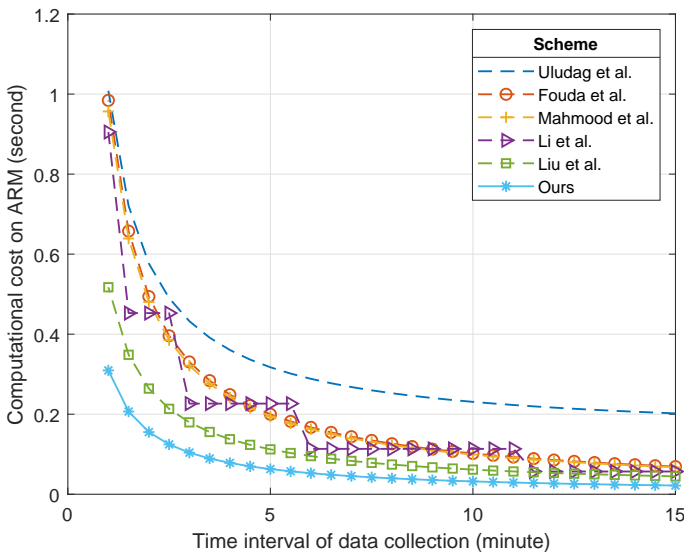 1.2
1
0.8
0.6
0.4
0.2
0
0
5
10
15
Computational cost on ARM (second)
Time interval of data collection (minute)
Scheme
Uludag et al.
Fouda et al.
Mahmood et al.
Li et al.
Liu et al.
Ours